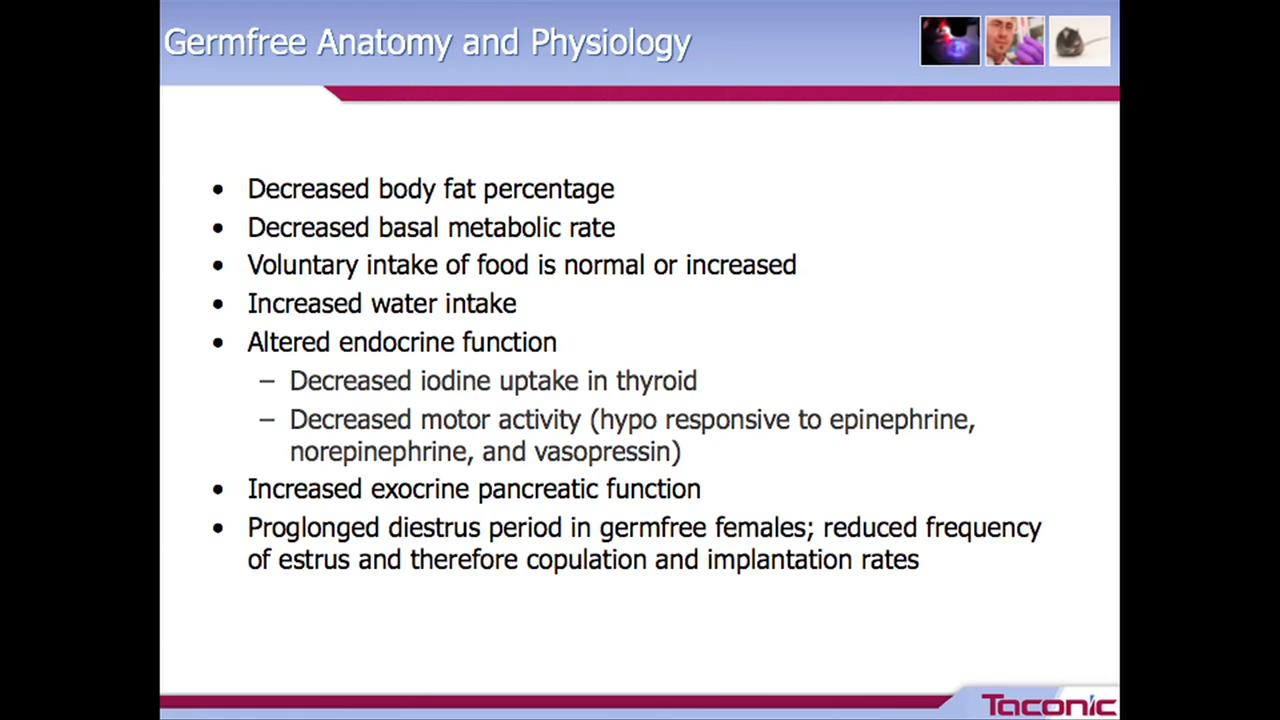 Germfree Anatomy and Physiology
• Decreased body fat percentage
• Decreased basal metabolic rate
• Voluntary intake of food is normal or increased
• Increased water intake
• Altered endocrine function
– Decreased iodine uptake in thyroid
– Decreased motor activity (hypo responsive to epinephrine,
norepinephrine, and vasopressin)
• Increased exocrine pancreatic function
• Proglonged diestrus period in germfree females; reduced frequency
of estrus and therefore copulation and implantation rates
Taconic